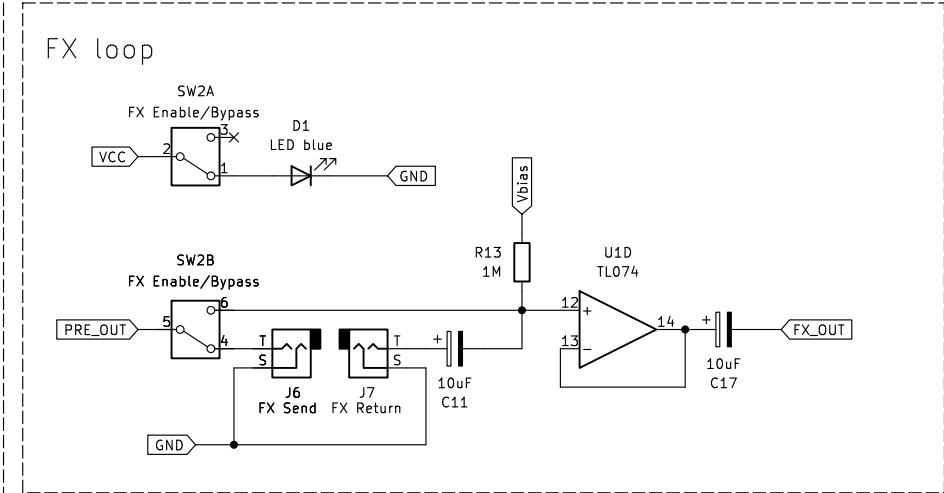 FX loop
SW2A
FX Enable/Bypass
3
VCC
2
1
D1
LED blue
GND
Vbias
R13
1M
U1D
TL074
SW2B
FX Enable/Bypass
6
PRE_OUT
5
4
T
S
J6
FX Send
T
S
J7
FX Return
+
10uF
C11
12
+
13
-
14
+
10uF
C17
FX_OUT
GND